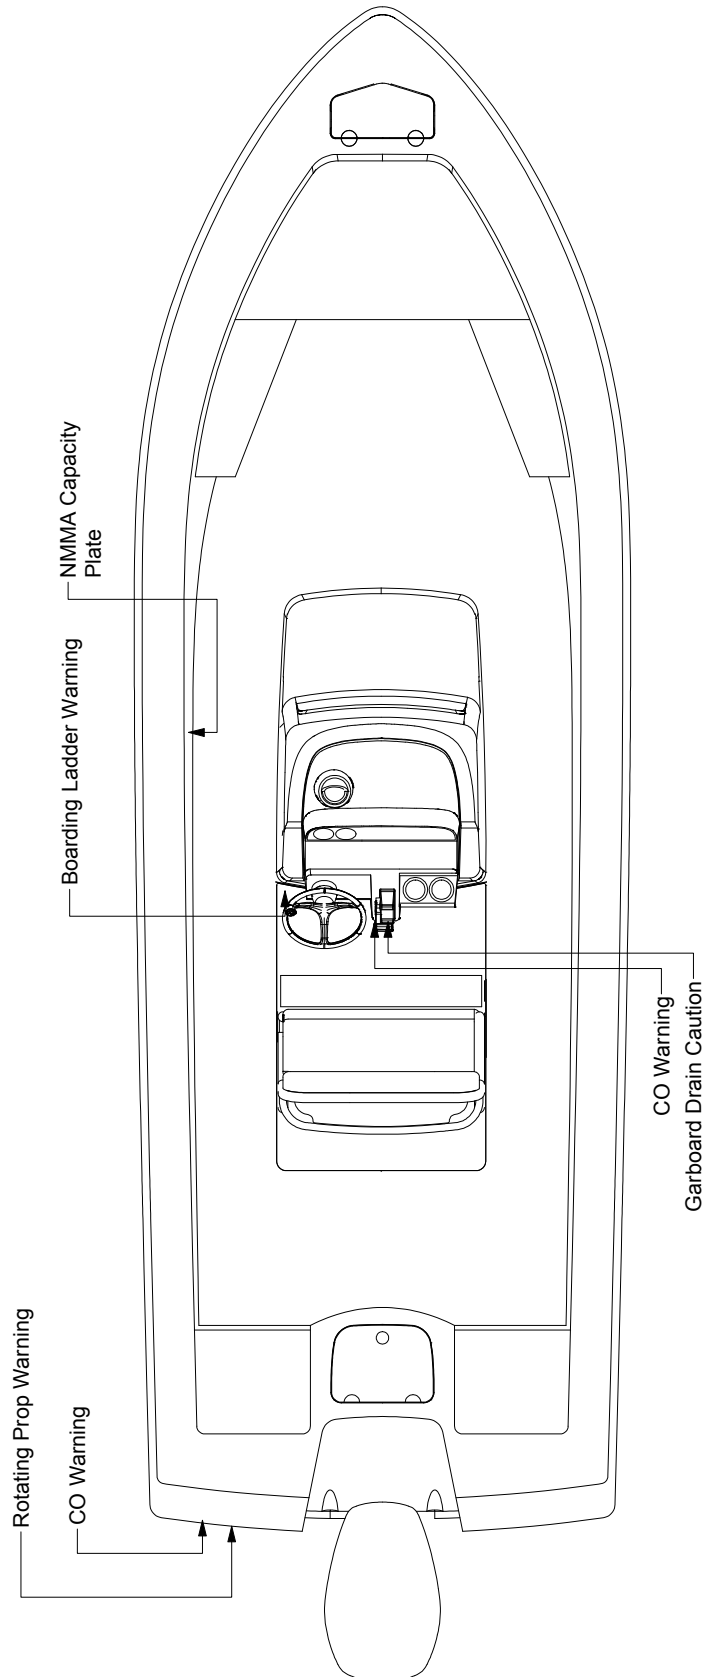 NMMA Capacity
Plate
Boarding Ladder Warning
Rotating Prop Warning
CO Warning
CO Warning
Garboard Drain Caution